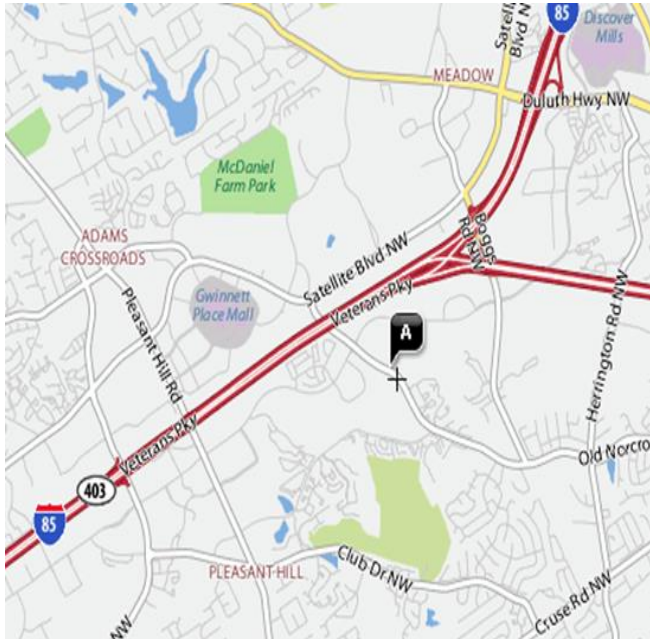 85
Discover
Mills
Satellite
Blvd N
MEADOW
Duluth Hwy NW
McDaniel
Farm Park
ADAMS
CROSSROADS
Satellite Blvd NW
Boggs
Rd NW
Gwinnett
Place Mall
Veterans Pky
Pleasant Hill Rd
A
Herrington Rd NW
Veterans Pky
Old Norcro
403
85
PLEASANT HILL
Club Dr NW
Cruse Rd NW
NW